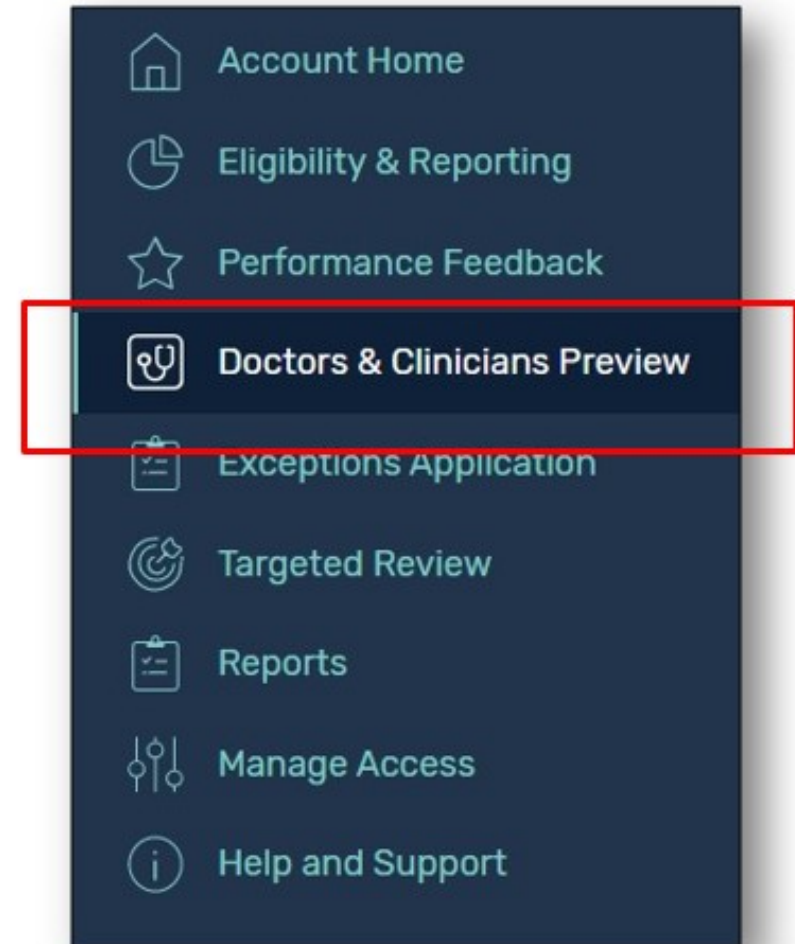 Account Home
Eligibility & Reporting
Performance Feedback
Doctors & Clinicians Preview
Exceptions Application
Targeted Review
Reports
Manage Access
Help and Support